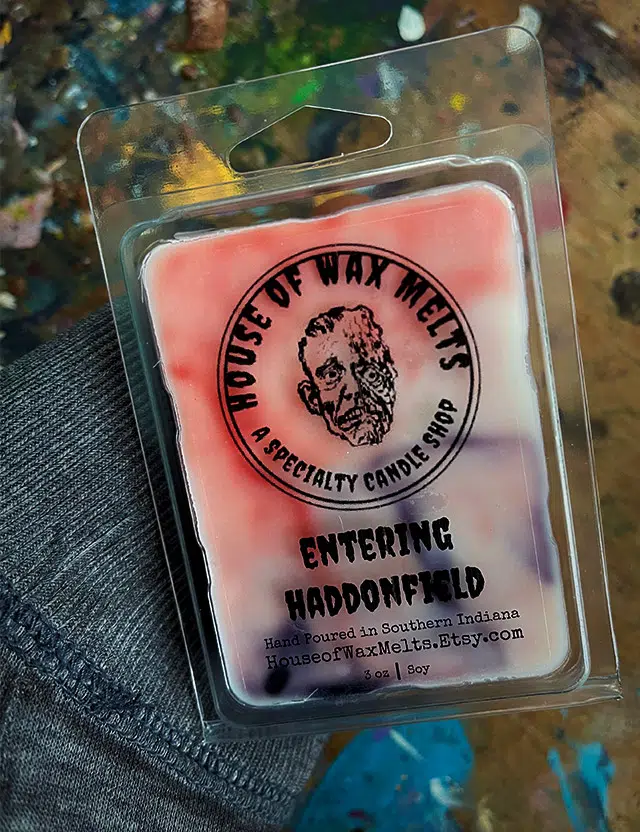 HOUSE OF WAX MELTS
A SPECIALTY CANDLE SHOP
ENTERING
HADDONFIELD
Hand Poured in Southern Indiana
HouseofWaxMelts.Etsy.com
3 oz | Soy